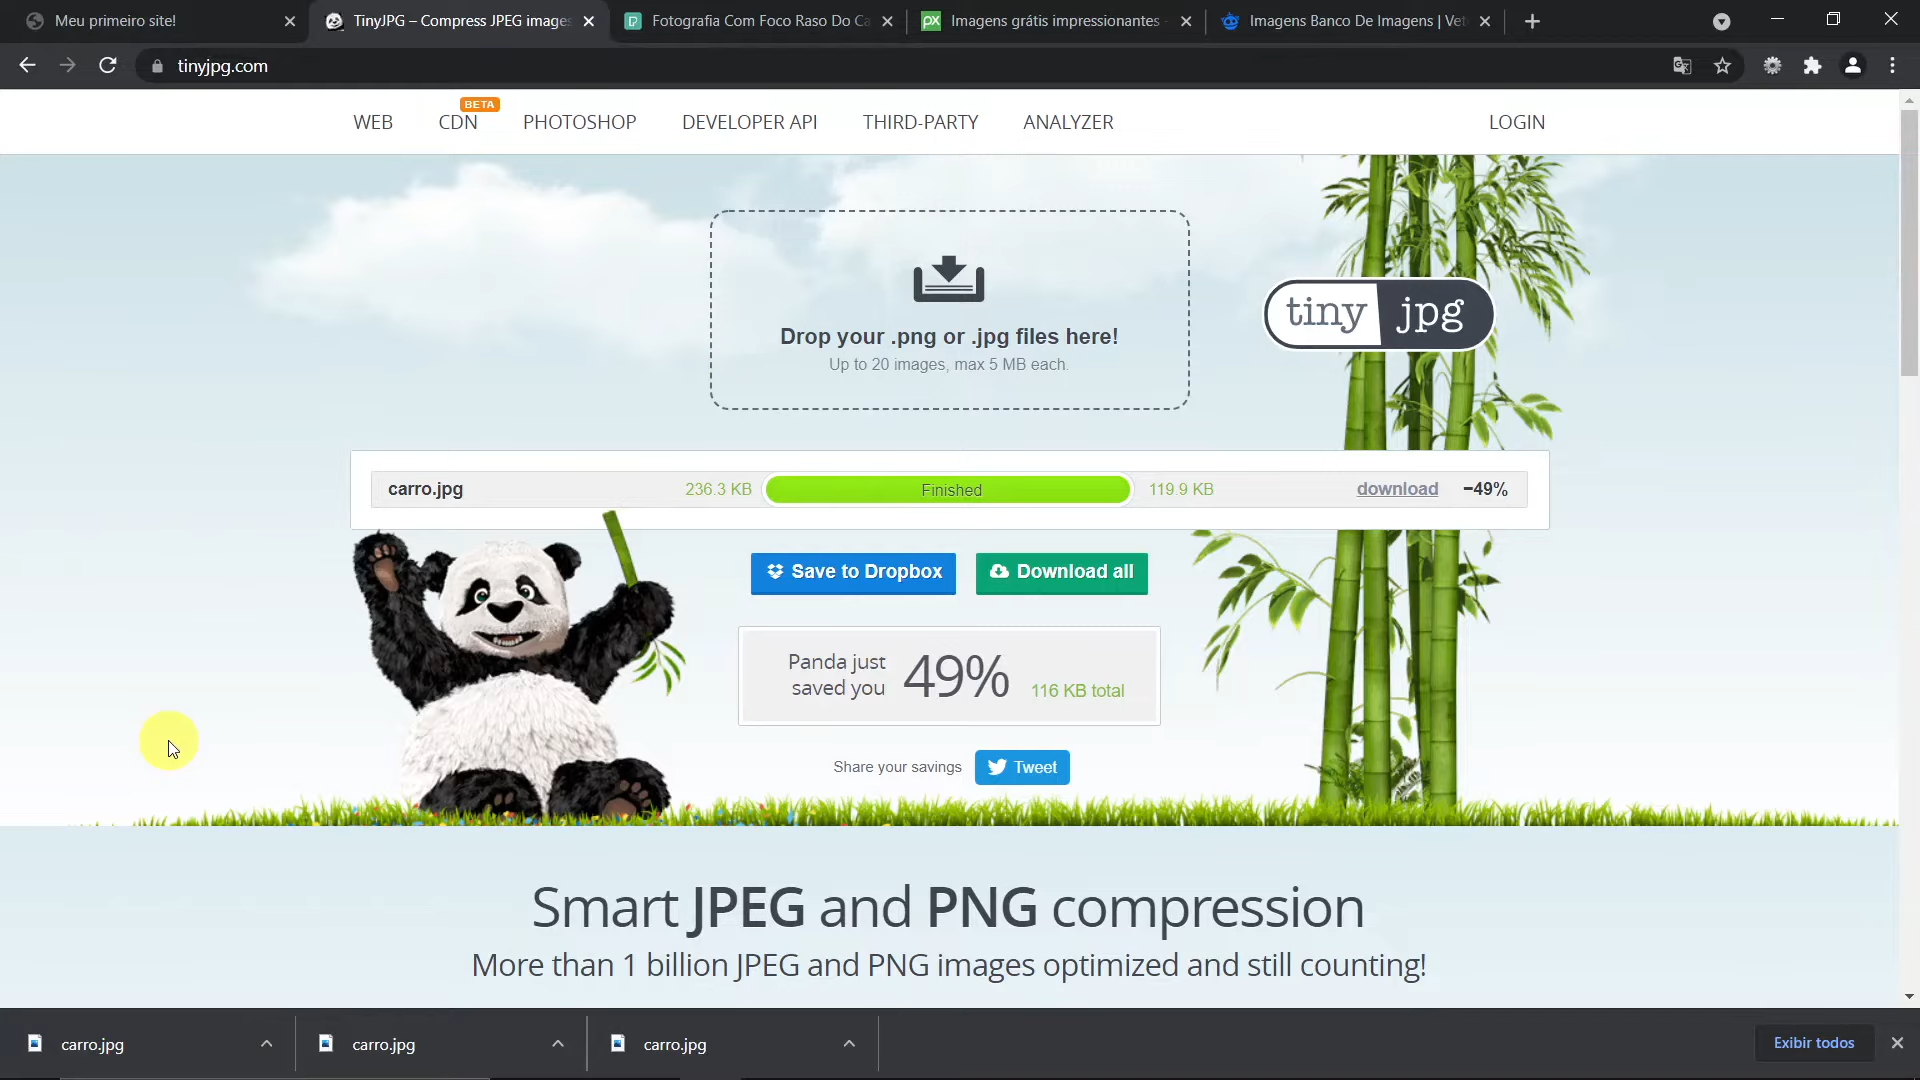 Meu primeiro site!
TinyJPG – Compress JPEG images
Fotografia Com Foco Raso Do Ca
Imagens grátis impressionantes -
Imagens Banco De Imagens | Vet
tinyjpg.com
BETA
WEB
CDN
PHOTOSHOP
DEVELOPER API
THIRD-PARTY
ANALYZER
LOGIN
Drop your .png or .jpg files here!
Up to 20 images, max 5 MB each.
tiny jpg
carro.jpg
236.3 KB
Finished
119.9 KB
download
−49%
Save to Dropbox
Download all
Panda just
saved you
49%
116 KB total
Share your savings
Tweet
Smart JPEG and PNG compression
More than 1 billion JPEG and PNG images optimized and still counting!
carro.jpg
carro.jpg
carro.jpg
Exibir todos